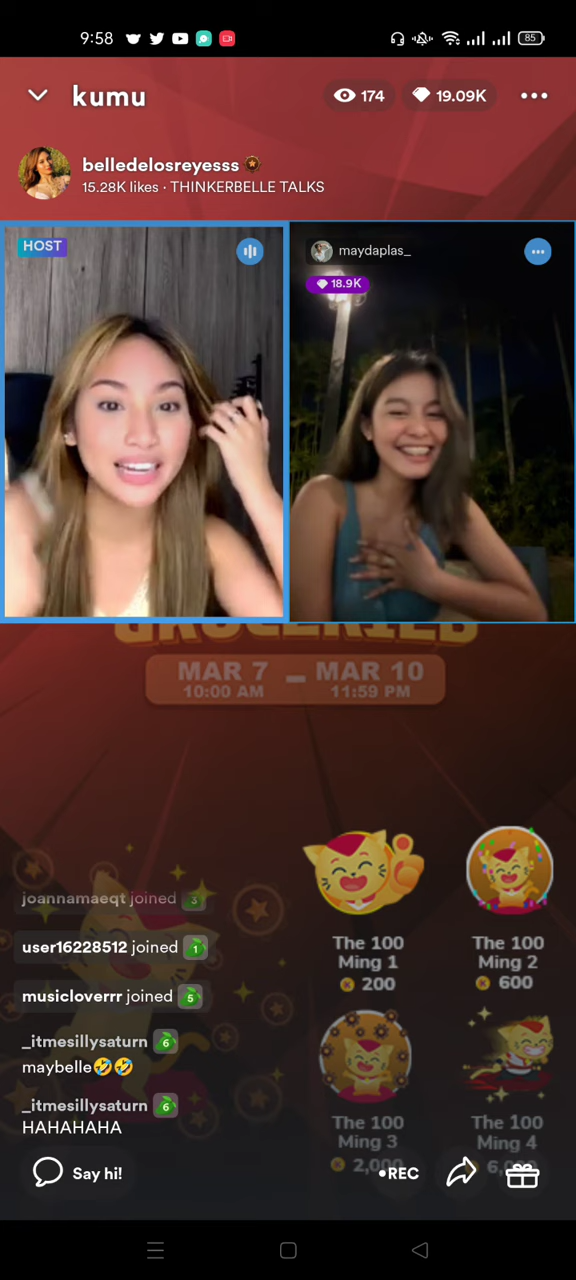 9:58
85
kumu
174
19.09K
belledelosreyesss
15.28K likes · THINKERBELLE TALKS
HOST
maydaplas_
18.9K
GROCERIES
MAR 7 – MAR 10
10:00 AM 11:59 PM
joannamaeqt joined 3
user16228512 joined 1
musicloverrr joined 5
_itmesillysaturn 6
maybelle🤣🤣
_itmesillysaturn 6
HAHAHAHA
The 100 Ming 1
200
The 100 Ming 2
600
The 100 Ming 3
2,000
The 100 Ming 4
Say hi!
•REC